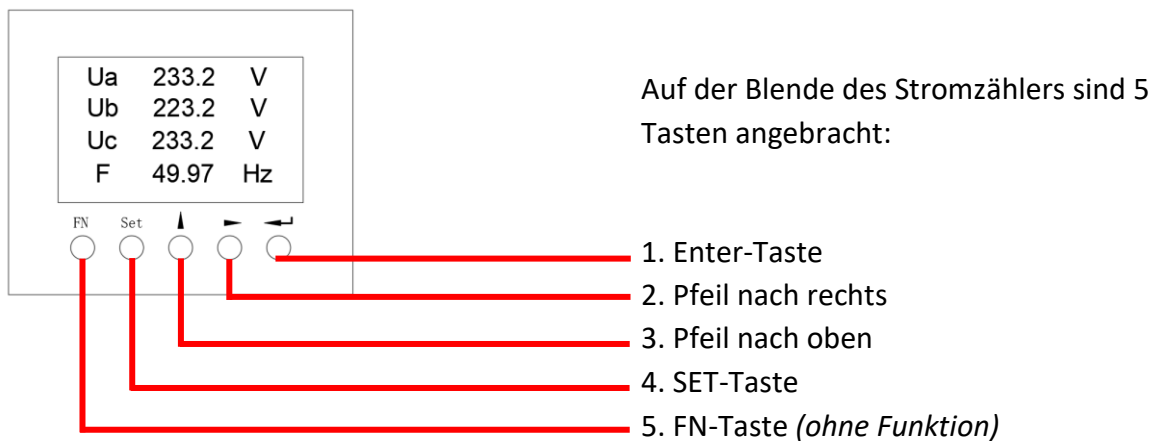 Ua 233.2 V
Ub 223.2 V
Uc 233.2 V
F 49.97 Hz
FN Set
Auf der Blende des Stromzählers sind 5
Tasten angebracht:
1. Enter-Taste
2. Pfeil nach rechts
3. Pfeil nach oben
4. SET-Taste
5. FN-Taste (ohne Funktion)